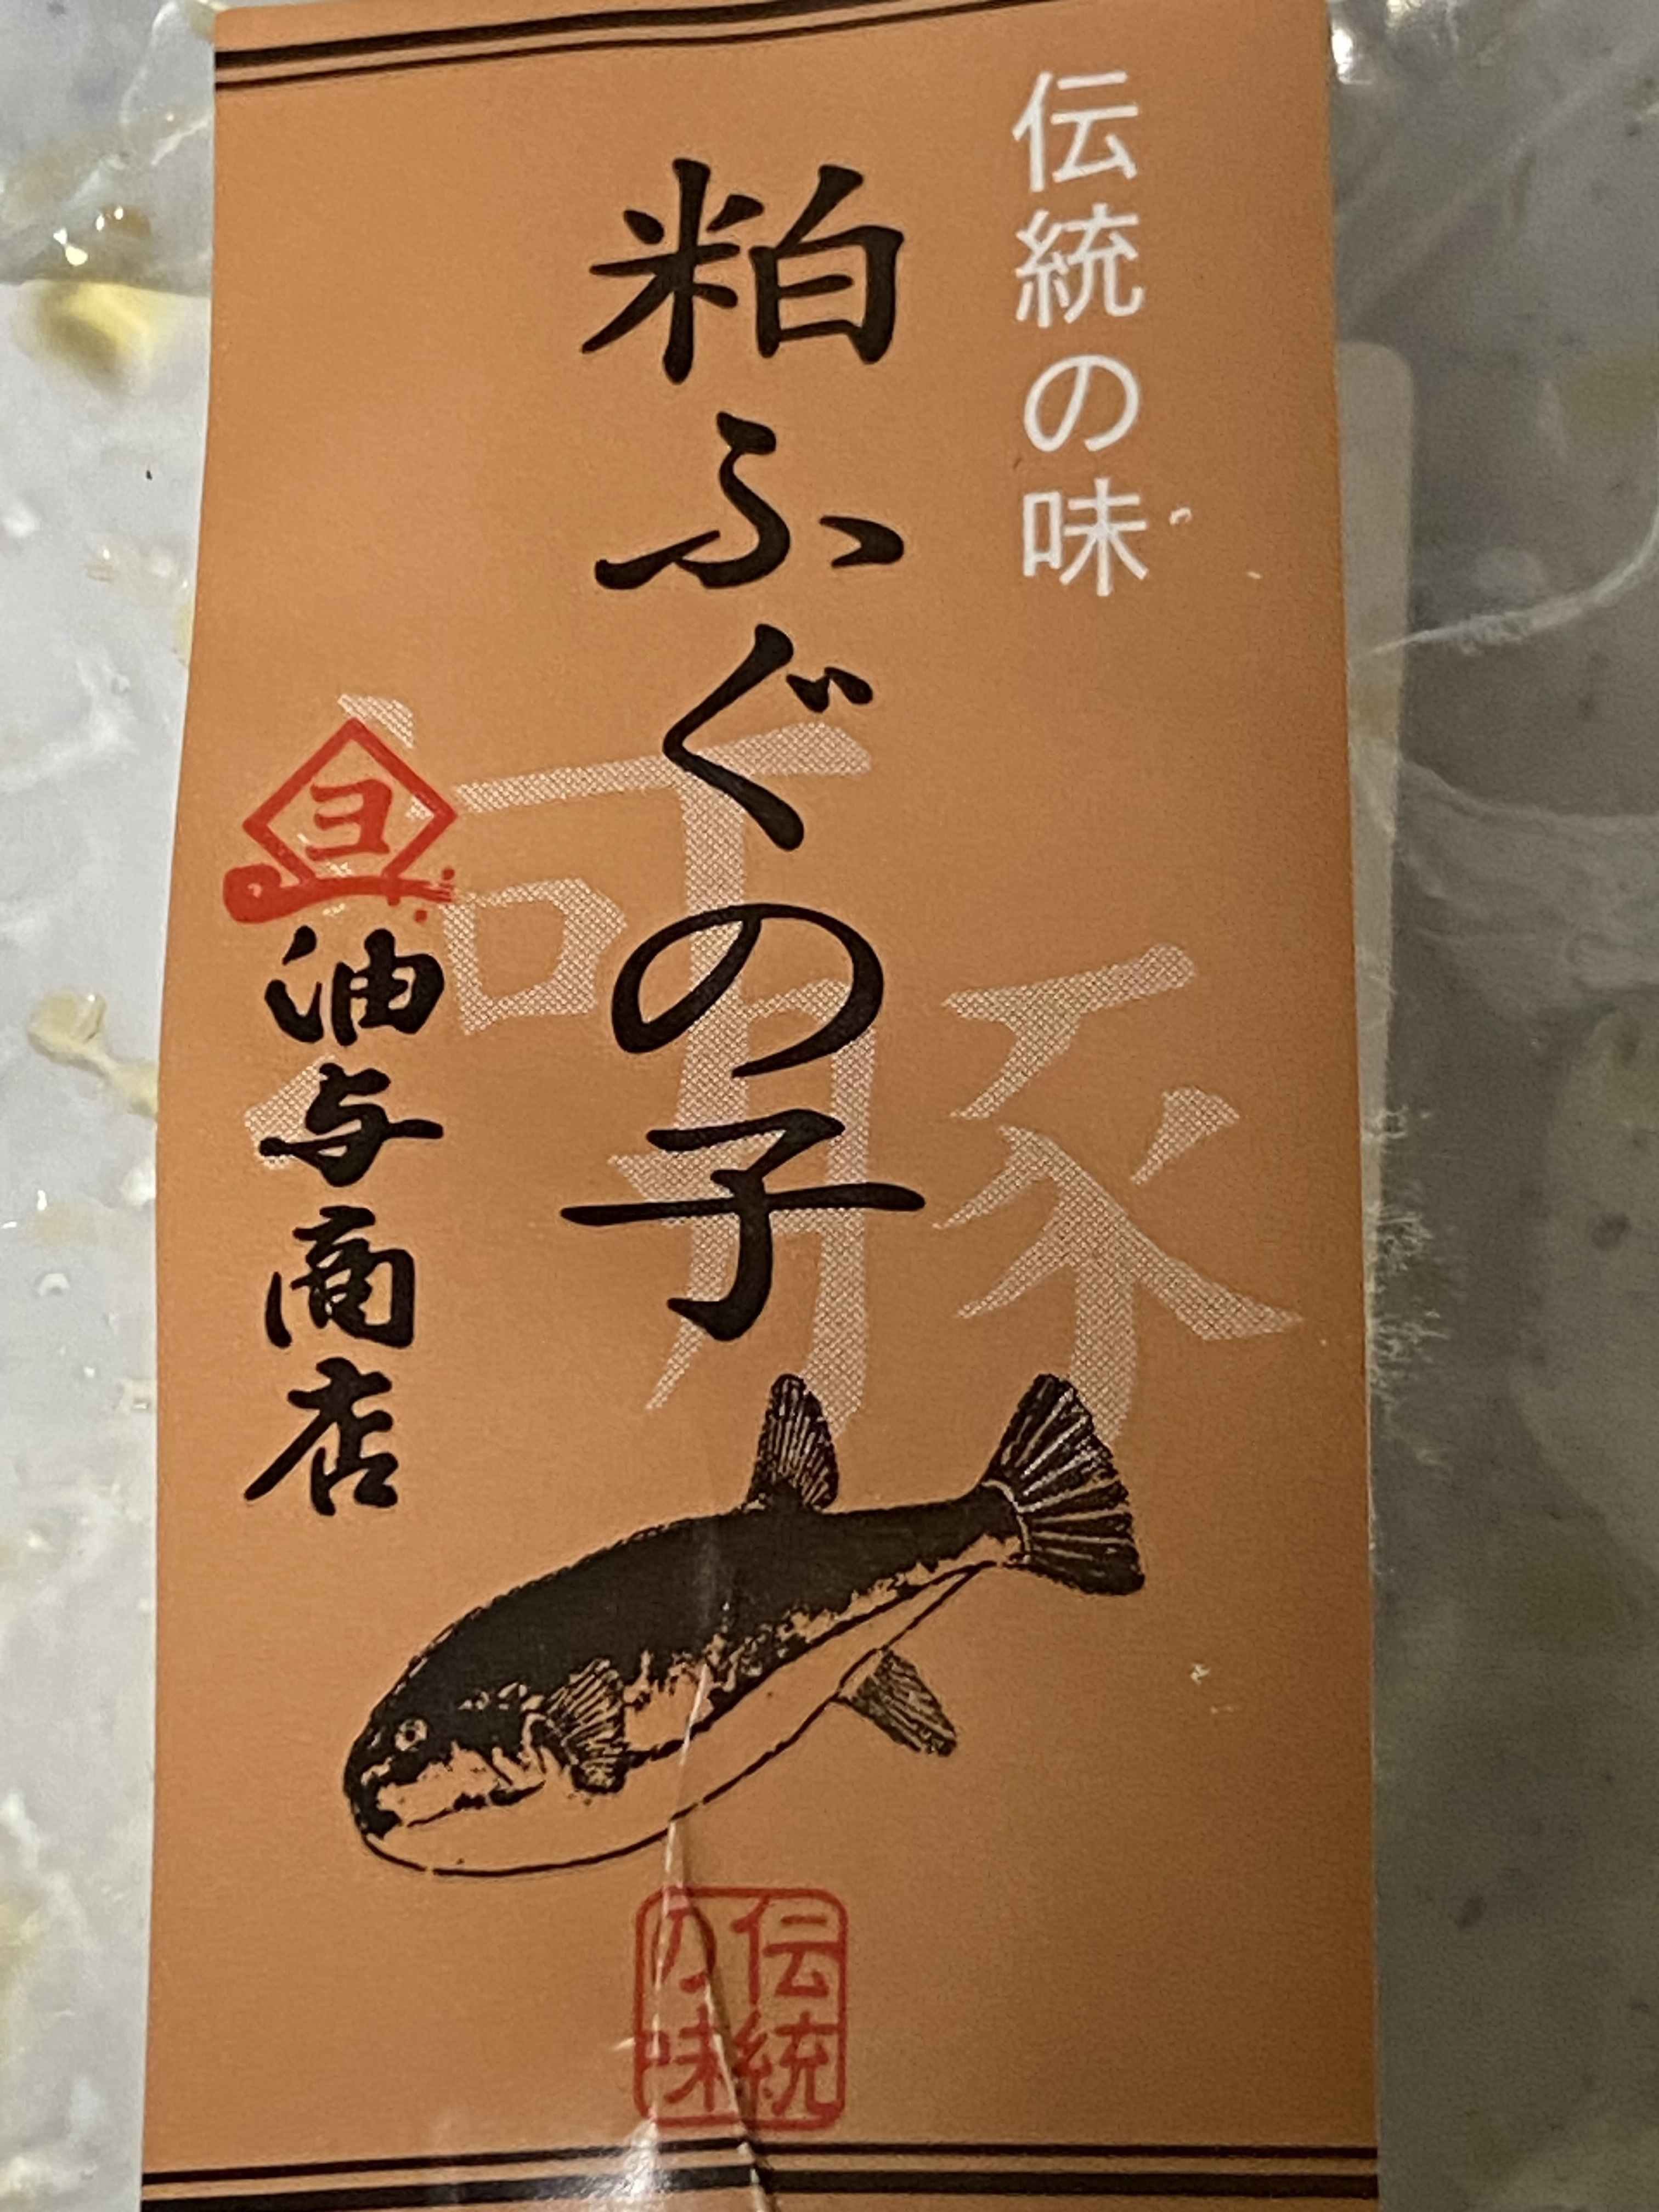 伝統の味
粕ふぐの子
河豚
ヨ
油与商店
伝統
の味